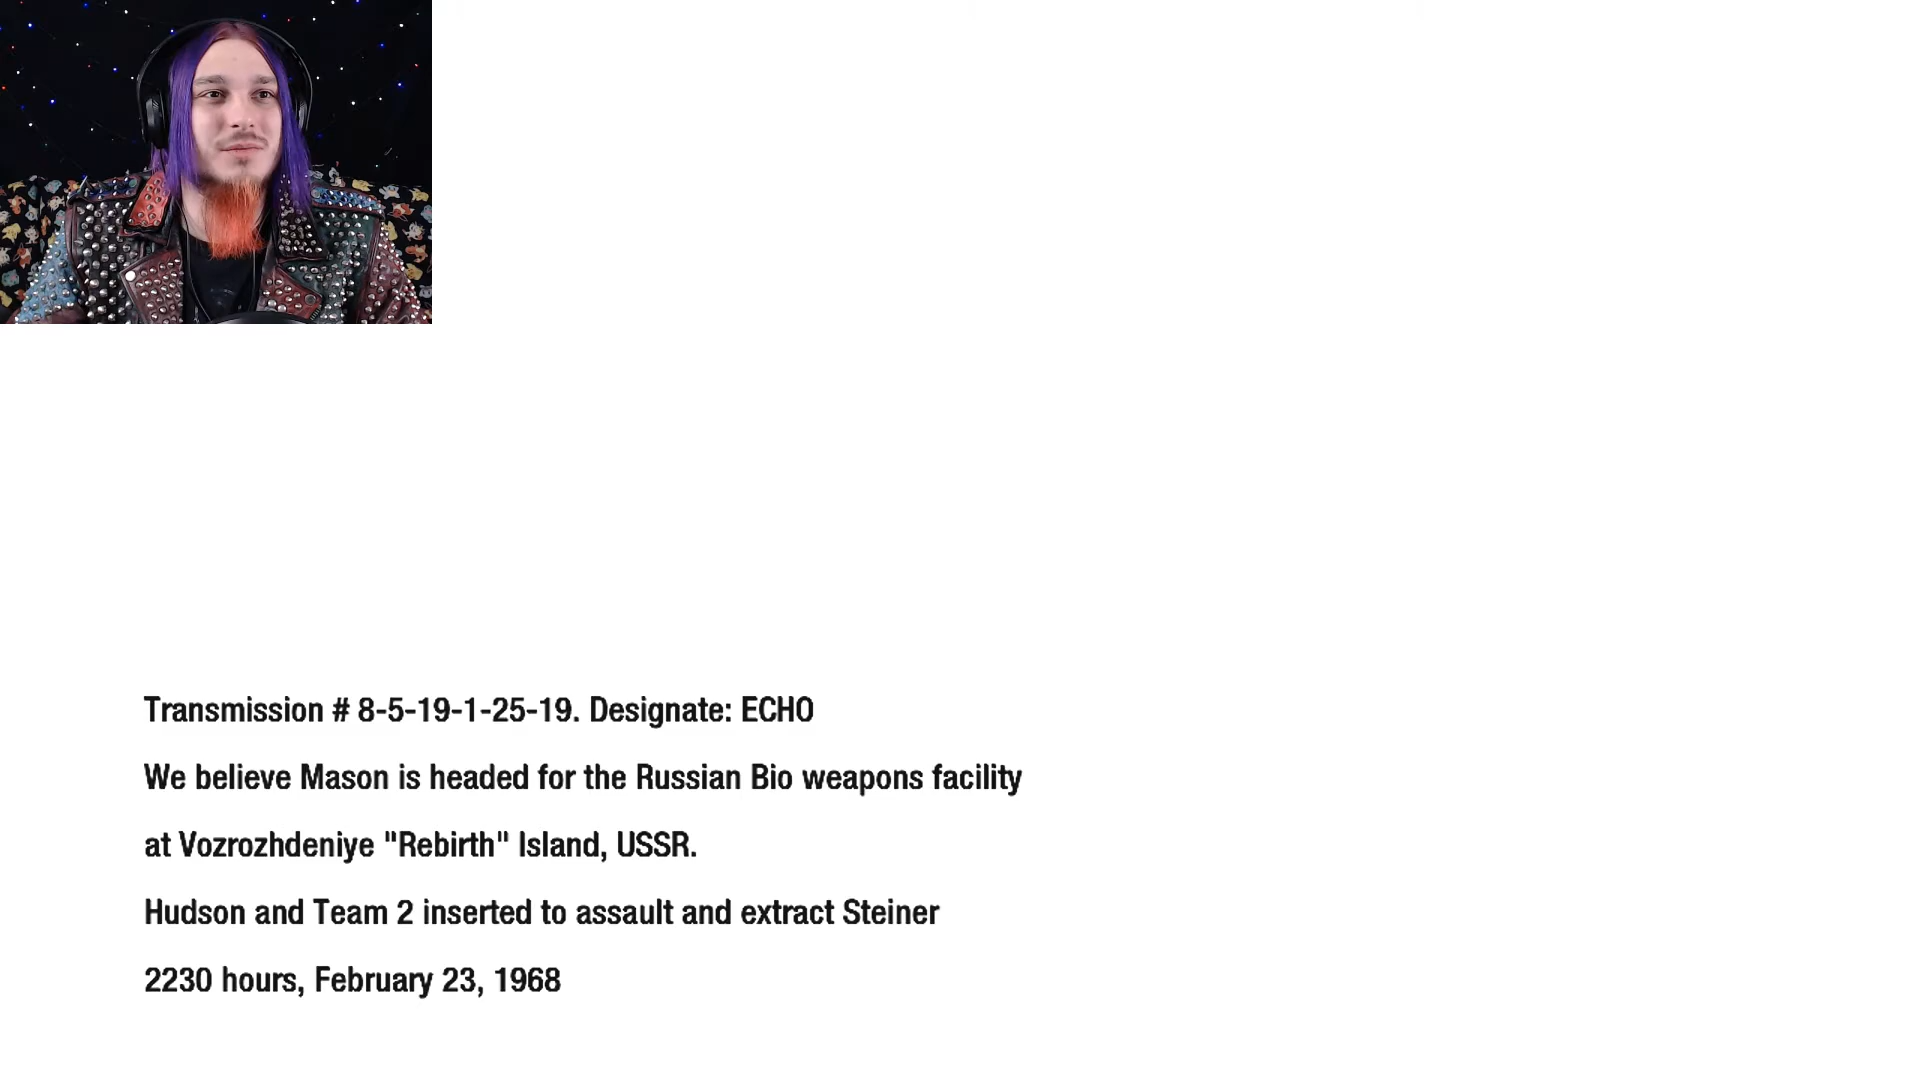 Transmission # 8-5-19-1-25-19. Designate: ECHO
We believe Mason is headed for the Russian Bio weapons facility
at Vozrozhdeniye "Rebirth" Island, USSR.
Hudson and Team 2 inserted to assault and extract Steiner
2230 hours, February 23, 1968